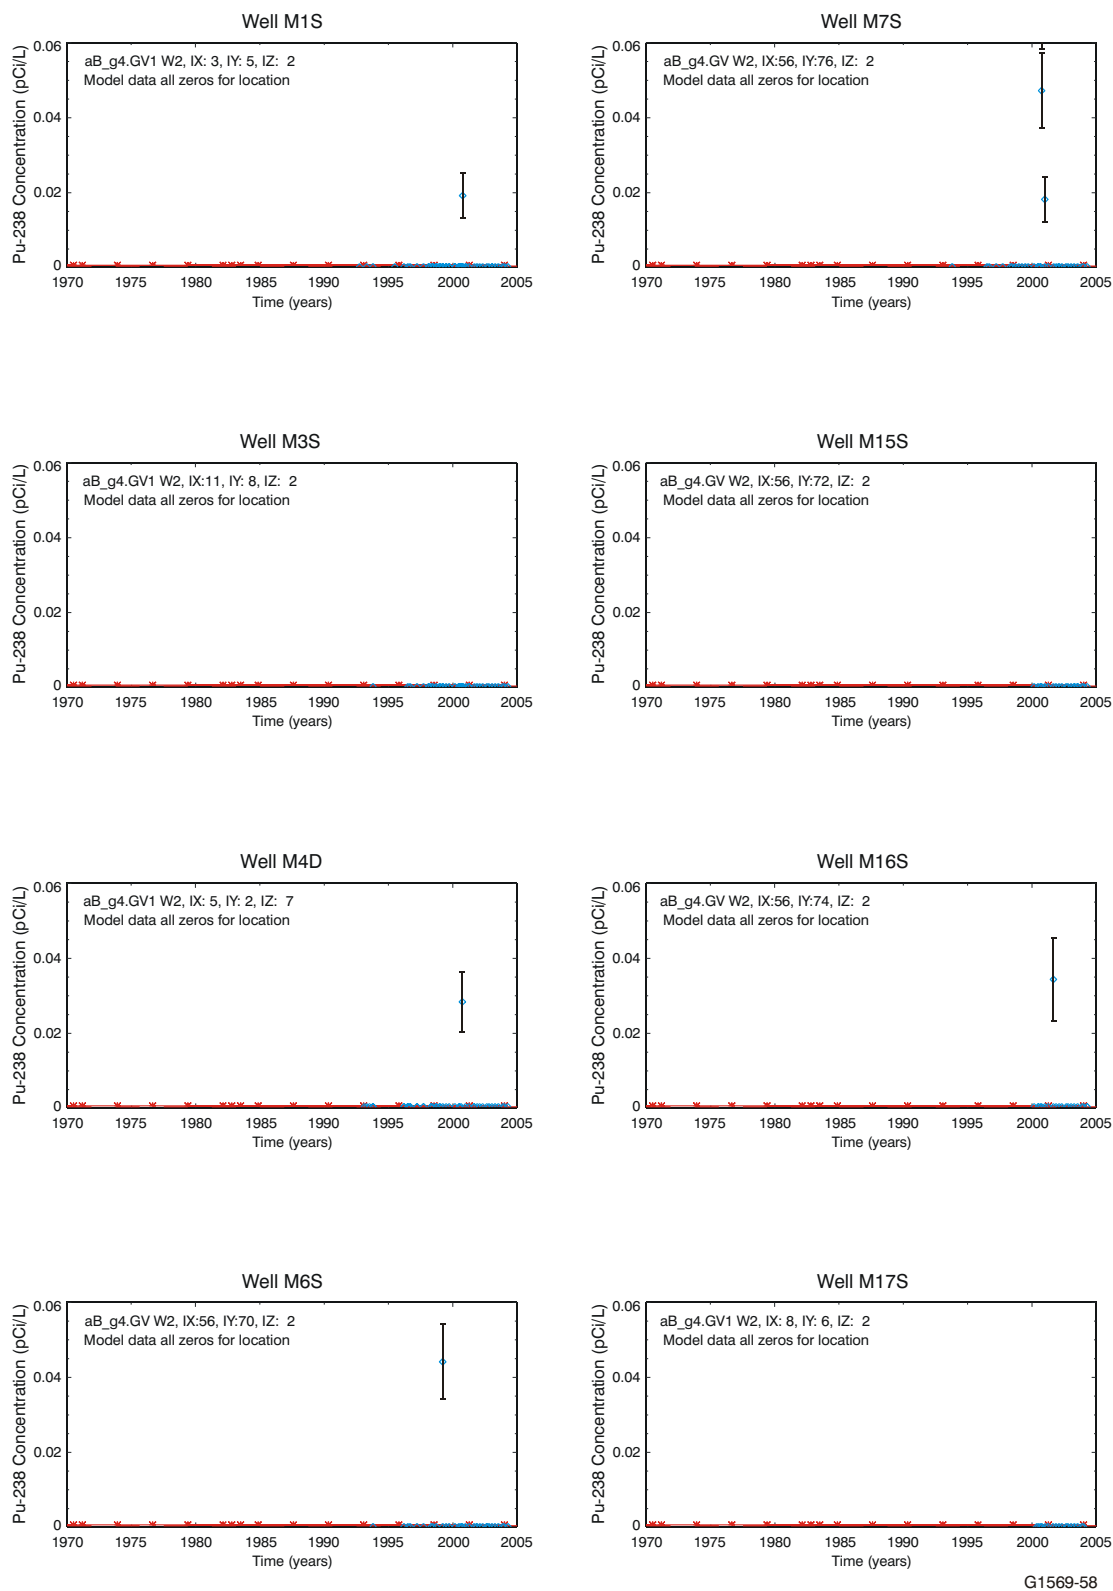 Well M1S
Pu-238 Concentration (pCi/L)
0.06
0.04
0.02
0
aB_g4.GV1 W2, IX: 3, IY: 5, IZ: 2
Model data all zeros for location
1970 1975 1980 1985 1990 1995 2000 2005
Time (years)
Well M7S
Pu-238 Concentration (pCi/L)
0.06
0.04
0.02
0
aB_g4.GV W2, IX:56, IY:76, IZ: 2
Model data all zeros for location
1970 1975 1980 1985 1990 1995 2000 2005
Time (years)
Well M3S
Pu-238 Concentration (pCi/L)
0.06
0.04
0.02
0
aB_g4.GV1 W2, IX:11, IY: 8, IZ: 2
Model data all zeros for location
1970 1975 1980 1985 1990 1995 2000 2005
Time (years)
Well M15S
Pu-238 Concentration (pCi/L)
0.06
0.04
0.02
0
aB_g4.GV W2, IX:56, IY:72, IZ: 2
Model data all zeros for location
1970 1975 1980 1985 1990 1995 2000 2005
Time (years)
Well M4D
Pu-238 Concentration (pCi/L)
0.06
0.04
0.02
0
aB_g4.GV1 W2, IX: 5, IY: 2, IZ: 7
Model data all zeros for location
1970 1975 1980 1985 1990 1995 2000 2005
Time (years)
Well M16S
Pu-238 Concentration (pCi/L)
0.06
0.04
0.02
0
aB_g4.GV W2, IX:56, IY:74, IZ: 2
Model data all zeros for location
1970 1975 1980 1985 1990 1995 2000 2005
Time (years)
Well M6S
Pu-238 Concentration (pCi/L)
0.06
0.04
0.02
0
aB_g4.GV W2, IX:56, IY:70, IZ: 2
Model data all zeros for location
1970 1975 1980 1985 1990 1995 2000 2005
Time (years)
Well M17S
Pu-238 Concentration (pCi/L)
0.06
0.04
0.02
0
aB_g4.GV1 W2, IX: 8, IY: 6, IZ: 2
Model data all zeros for location
1970 1975 1980 1985 1990 1995 2000 2005
Time (years)
G1569-58